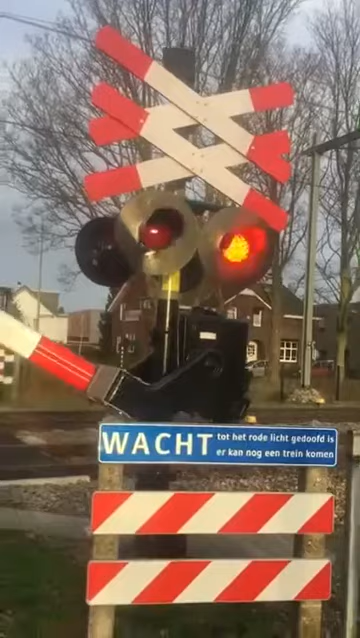 WACHT tot het rode licht gedoofd is
er kan nog een trein komen